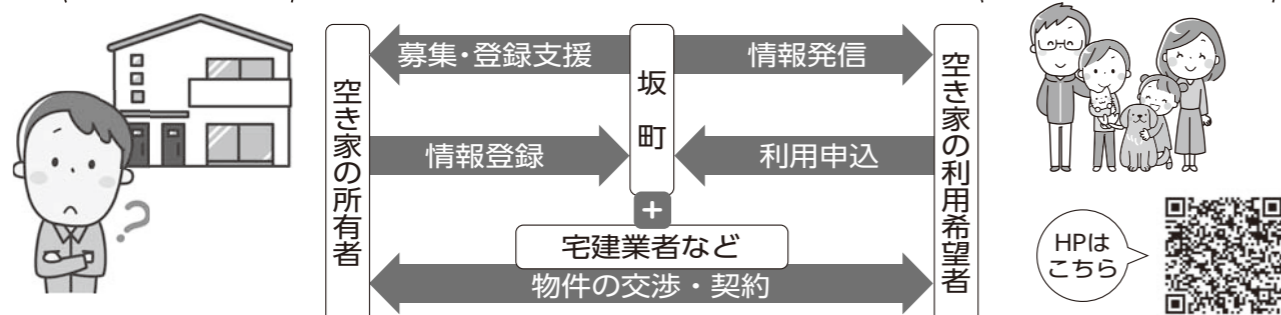 空き家の所有者
募集・登録支援
坂町
情報発信
空き家の利用希望者
情報登録
利用申込
+
宅建業者など
物件の交渉・契約
?
HPは
こちら